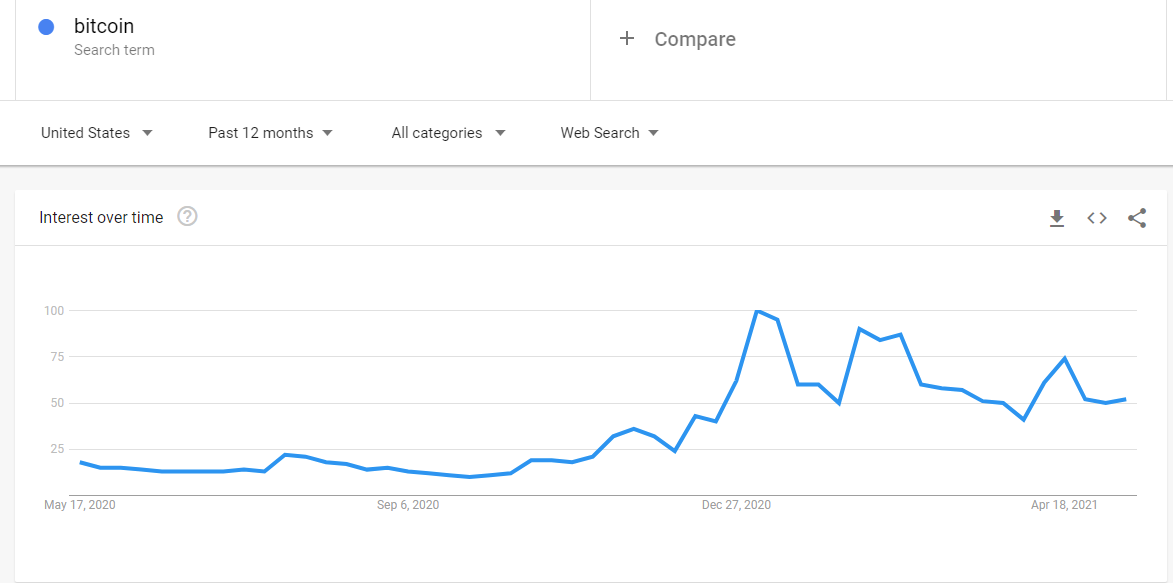 bitcoin
Search term
+ Compare
United States
Past 12 months
All categories
Web Search
Interest over time ?
100
75
50
25
May 17, 2020
Sep 6, 2020
Dec 27, 2020
Apr 18, 2021